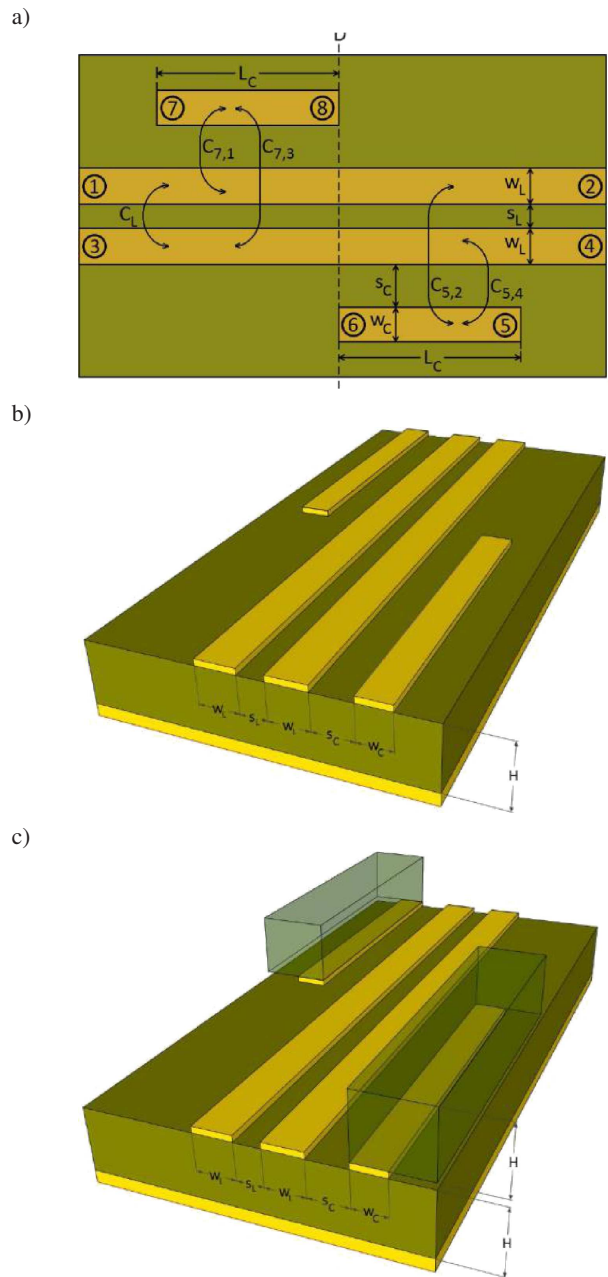 a)
D
L_C
⑦ ⑧
C_7,1 C_7,3
① w_L ②
C_L s_L
③ w_L ④
s_C C_5,2 C_5,4
w_C ⑥ ⑤
L_C
b)
w_L s_L w_L s_C w_C
H
c)
H
w_L s_L w_L s_C w_C
H